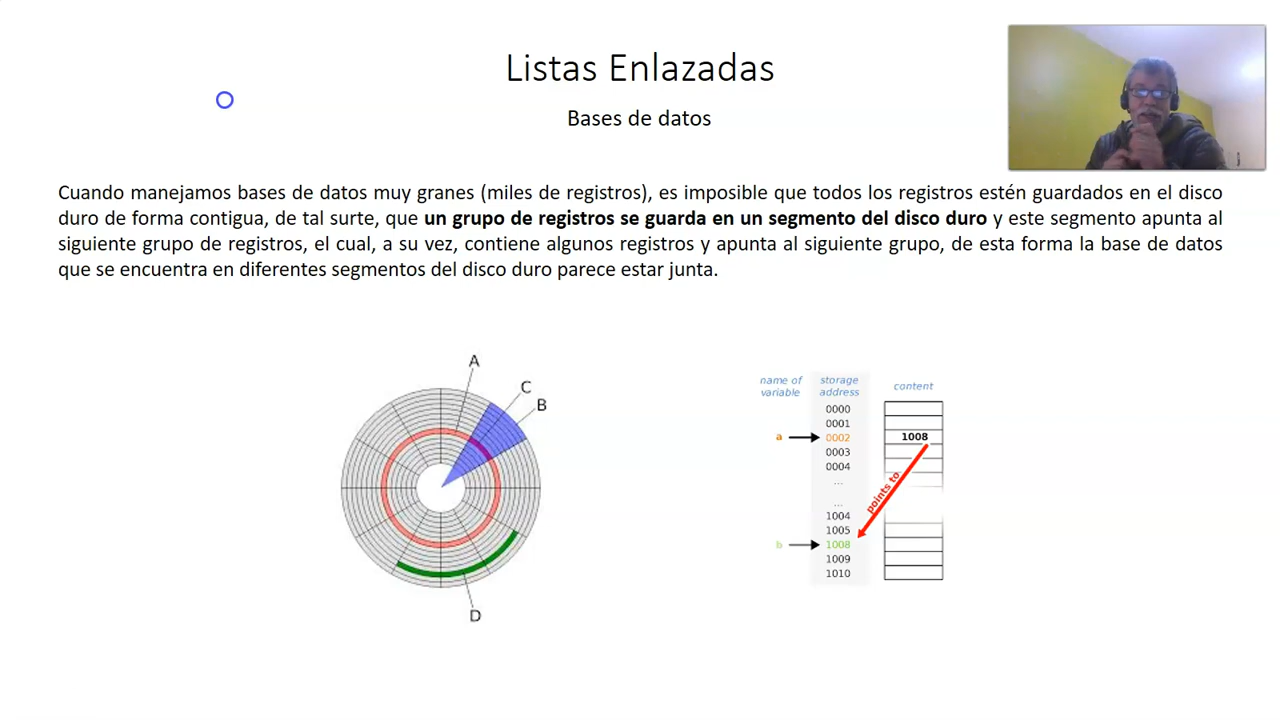 Listas Enlazadas
Bases de datos
Cuando manejamos bases de datos muy granes (miles de registros), es imposible que todos los registros estén guardados en el disco
duro de forma contigua, de tal surte, que un grupo de registros se guarda en un segmento del disco duro y este segmento apunta al
siguiente grupo de registros, el cual, a su vez, contiene algunos registros y apunta al siguiente grupo, de esta forma la base de datos
que se encuentra en diferentes segmentos del disco duro parece estar junta.
A
C
B
D
name of
variable
storage
address
content
0000
0001
a
0002
1008
0003
0004
...
points to
...
1004
1005
b
1008
1009
1010